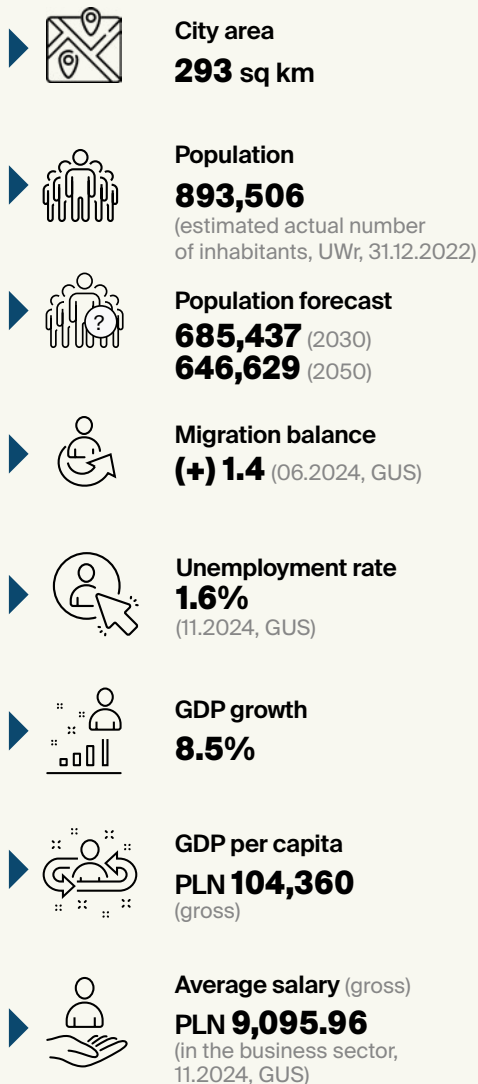 City area
293 sq km
Population
893,506
(estimated actual number
of inhabitants, UWr, 31.12.2022)
?
Population forecast
685,437 (2030)
646,629 (2050)
Migration balance
(+) 1.4 (06.2024, GUS)
Unemployment rate
1.6%
(11.2024, GUS)
GDP growth
8.5%
GDP per capita
PLN 104,360
(gross)
Average salary (gross)
PLN 9,095.96
(in the business sector,
11.2024, GUS)